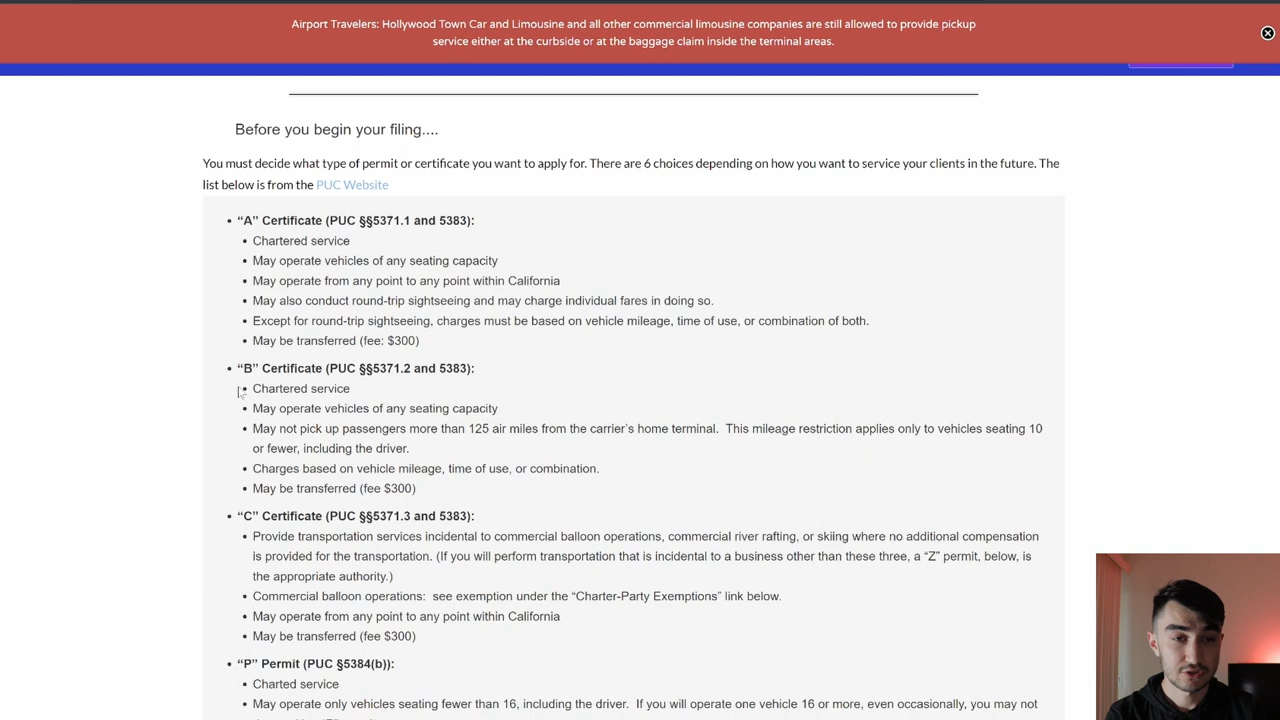 Airport Travelers: Hollywood Town Car and Limousine and all other commercial limousine companies are still allowed to provide pickup
service either at the curbside or at the baggage claim inside the terminal areas.
Before you begin your filing....
You must decide what type of permit or certificate you want to apply for. There are 6 choices depending on how you want to service your clients in the future. The
list below is from the PUC Website
• “A” Certificate (PUC §§5371.1 and 5383):
• Chartered service
• May operate vehicles of any seating capacity
• May operate from any point to any point within California
• May also conduct round-trip sightseeing and may charge individual fares in doing so.
• Except for round-trip sightseeing, charges must be based on vehicle mileage, time of use, or combination of both.
• May be transferred (fee: $300)
• “B” Certificate (PUC §§5371.2 and 5383):
• Chartered service
• May operate vehicles of any seating capacity
• May not pick up passengers more than 125 air miles from the carrier’s home terminal.  This mileage restriction applies only to vehicles seating 10
or fewer, including the driver.
• Charges based on vehicle mileage, time of use, or combination.
• May be transferred (fee $300)
• “C” Certificate (PUC §§5371.3 and 5383):
• Provide transportation services incidental to commercial balloon operations, commercial river rafting, or skiing where no additional compensation
is provided for the transportation. (If you will perform transportation that is incidental to a business other than these three, a “Z” permit, below, is
the appropriate authority.)
• Commercial balloon operations:  see exemption under the “Charter-Party Exemptions” link below.
• May operate from any point to any point within California
• May be transferred (fee $300)
• “P” Permit (PUC §5384(b)):
• Charted service
• May operate only vehicles seating fewer than 16, including the driver.  If you will operate one vehicle 16 or more, even occasionally, you may not